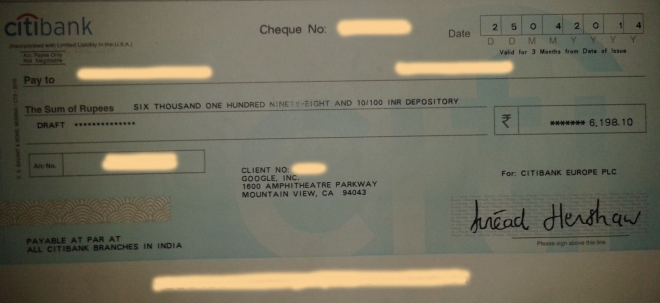 citibank
(Incorporated with Limited Liability in the U.S.A.)
A/c Payee Only
Not Negotiable
Cheque No:
Date 2 5 0 4 2 0 1 4
D D M M Y Y Y Y
Valid for 3 Months from Date of Issue
Pay to
The Sum of Rupees SIX THOUSAND ONE HUNDRED NINETY-EIGHT AND 10/100 INR DEPOSITORY
DRAFT **************
₹ ******* 6,198.10
A/c No.
CLIENT NO:
GOOGLE, INC.
1600 AMPHITHEATRE PARKWAY
MOUNTAIN VIEW, CA 94043
For: CITIBANK EUROPE PLC
Sinéad Henshaw
Please sign above this line
PAYABLE AT PAR AT
ALL CITIBANK BRANCHES IN INDIA